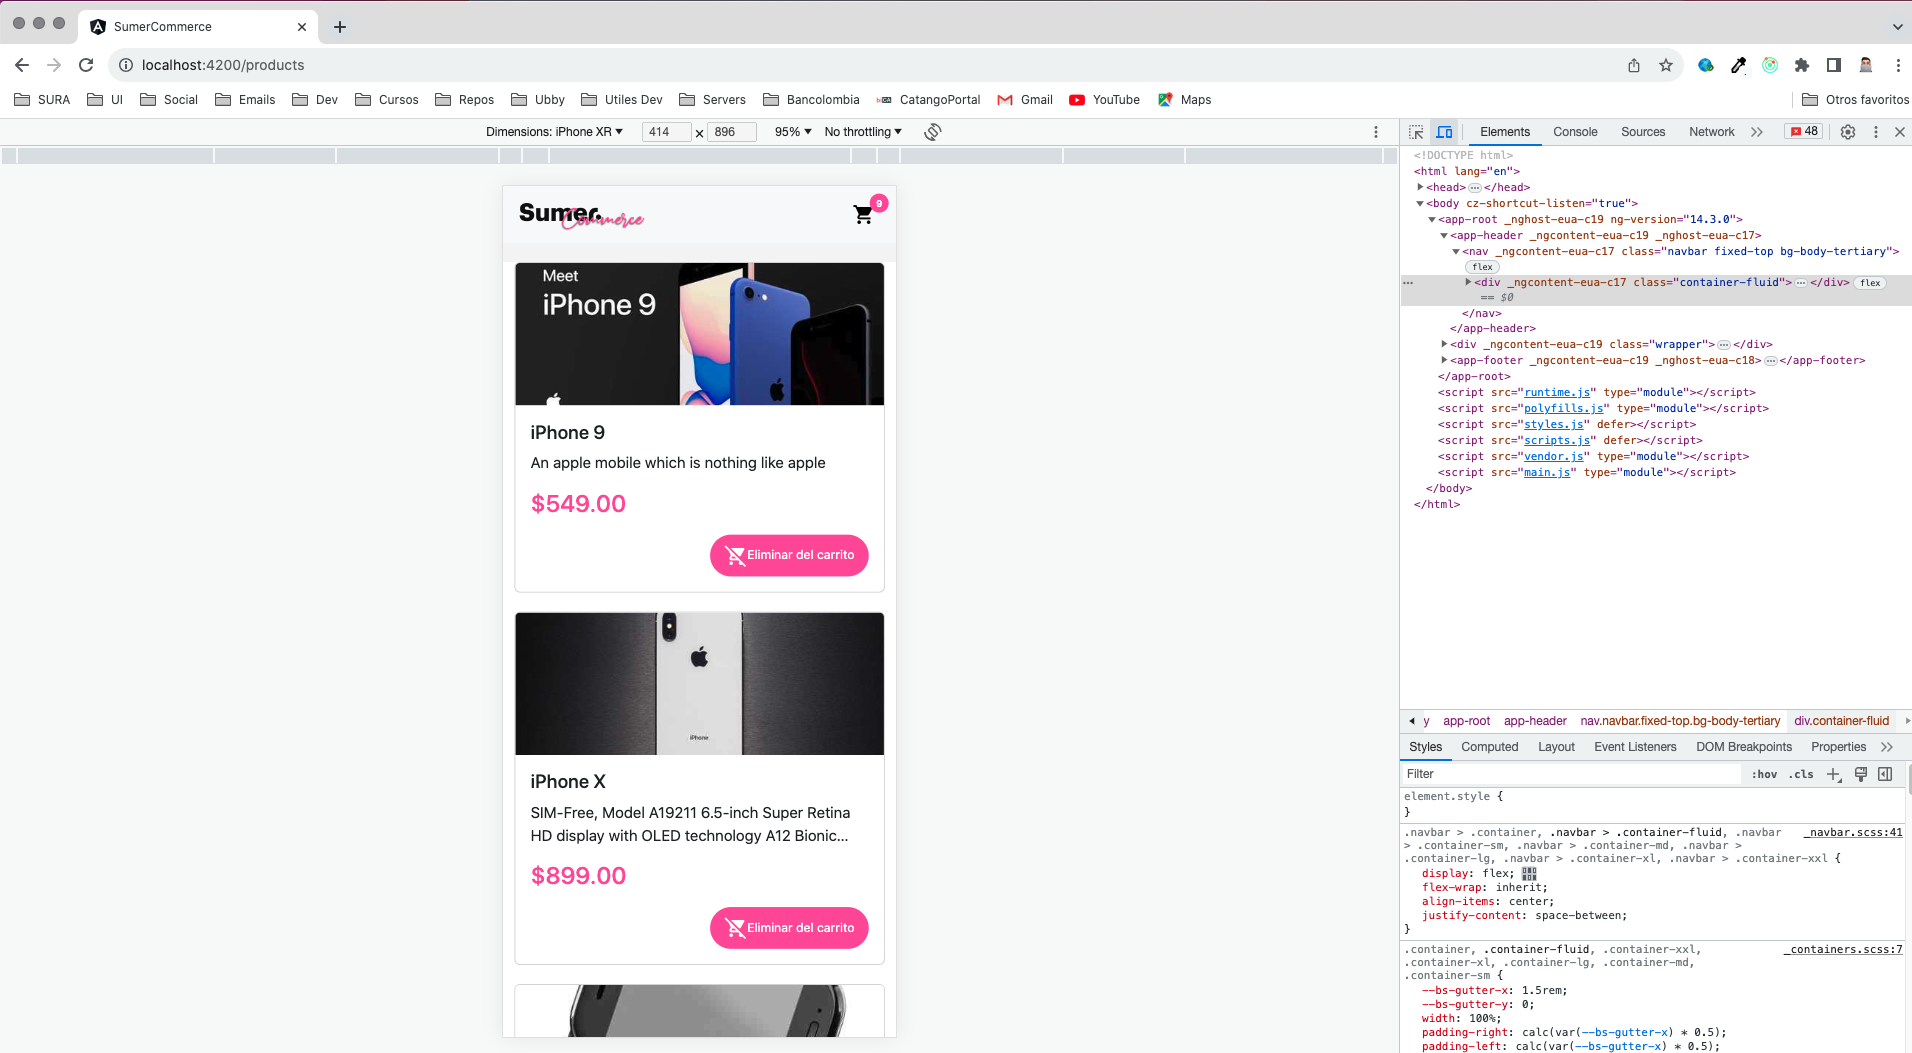 SumerCommerce
localhost:4200/products
SURA UI Social Emails Dev Cursos Repos Ubby Utiles Dev Servers Bancolombia CatangoPortal Gmail YouTube Maps Otros favoritos
Dimensions: iPhone XR 414 × 896 95% No throttling
Elements Console Sources Network 48
Sumer.
Commerce
9
Meet
iPhone 9
iPhone 9
An apple mobile which is nothing like apple
$549.00
Eliminar del carrito
iPhone
iPhone X
SIM-Free, Model A19211 6.5-inch Super Retina
HD display with OLED technology A12 Bionic...
$899.00
Eliminar del carrito
<!DOCTYPE html>
<html lang="en">
<head>…</head>
<body cz-shortcut-listen="true">
<app-root _nghost-eua-c19 ng-version="14.3.0">
<app-header _ngcontent-eua-c19 _nghost-eua-c17>
<nav _ngcontent-eua-c17 class="navbar fixed-top bg-body-tertiary">
flex
<div _ngcontent-eua-c17 class="container-fluid">…</div> flex
== $0
</nav>
</app-header>
<div _ngcontent-eua-c19 class="wrapper">…</div>
<app-footer _ngcontent-eua-c19 _nghost-eua-c18>…</app-footer>
</app-root>
<script src="runtime.js" type="module"></script>
<script src="polyfills.js" type="module"></script>
<script src="styles.js" defer></script>
<script src="scripts.js" defer></script>
<script src="vendor.js" type="module"></script>
<script src="main.js" type="module"></script>
</body>
</html>
y app-root app-header nav.navbar.fixed-top.bg-body-tertiary div.container-fluid
Styles Computed Layout Event Listeners DOM Breakpoints Properties
Filter :hov .cls
element.style {
}
.navbar > .container, .navbar > .container-fluid, .navbar _navbar.scss:41
> .container-sm, .navbar > .container-md, .navbar >
.container-lg, .navbar > .container-xl, .navbar > .container-xxl {
display: flex;
flex-wrap: inherit;
align-items: center;
justify-content: space-between;
}
.container, .container-fluid, .container-xxl, _containers.scss:7
.container-xl, .container-lg, .container-md,
.container-sm {
--bs-gutter-x: 1.5rem;
--bs-gutter-y: 0;
width: 100%;
padding-right: calc(var(--bs-gutter-x) * 0.5);
padding-left: calc(var(--bs-gutter-x) * 0.5);